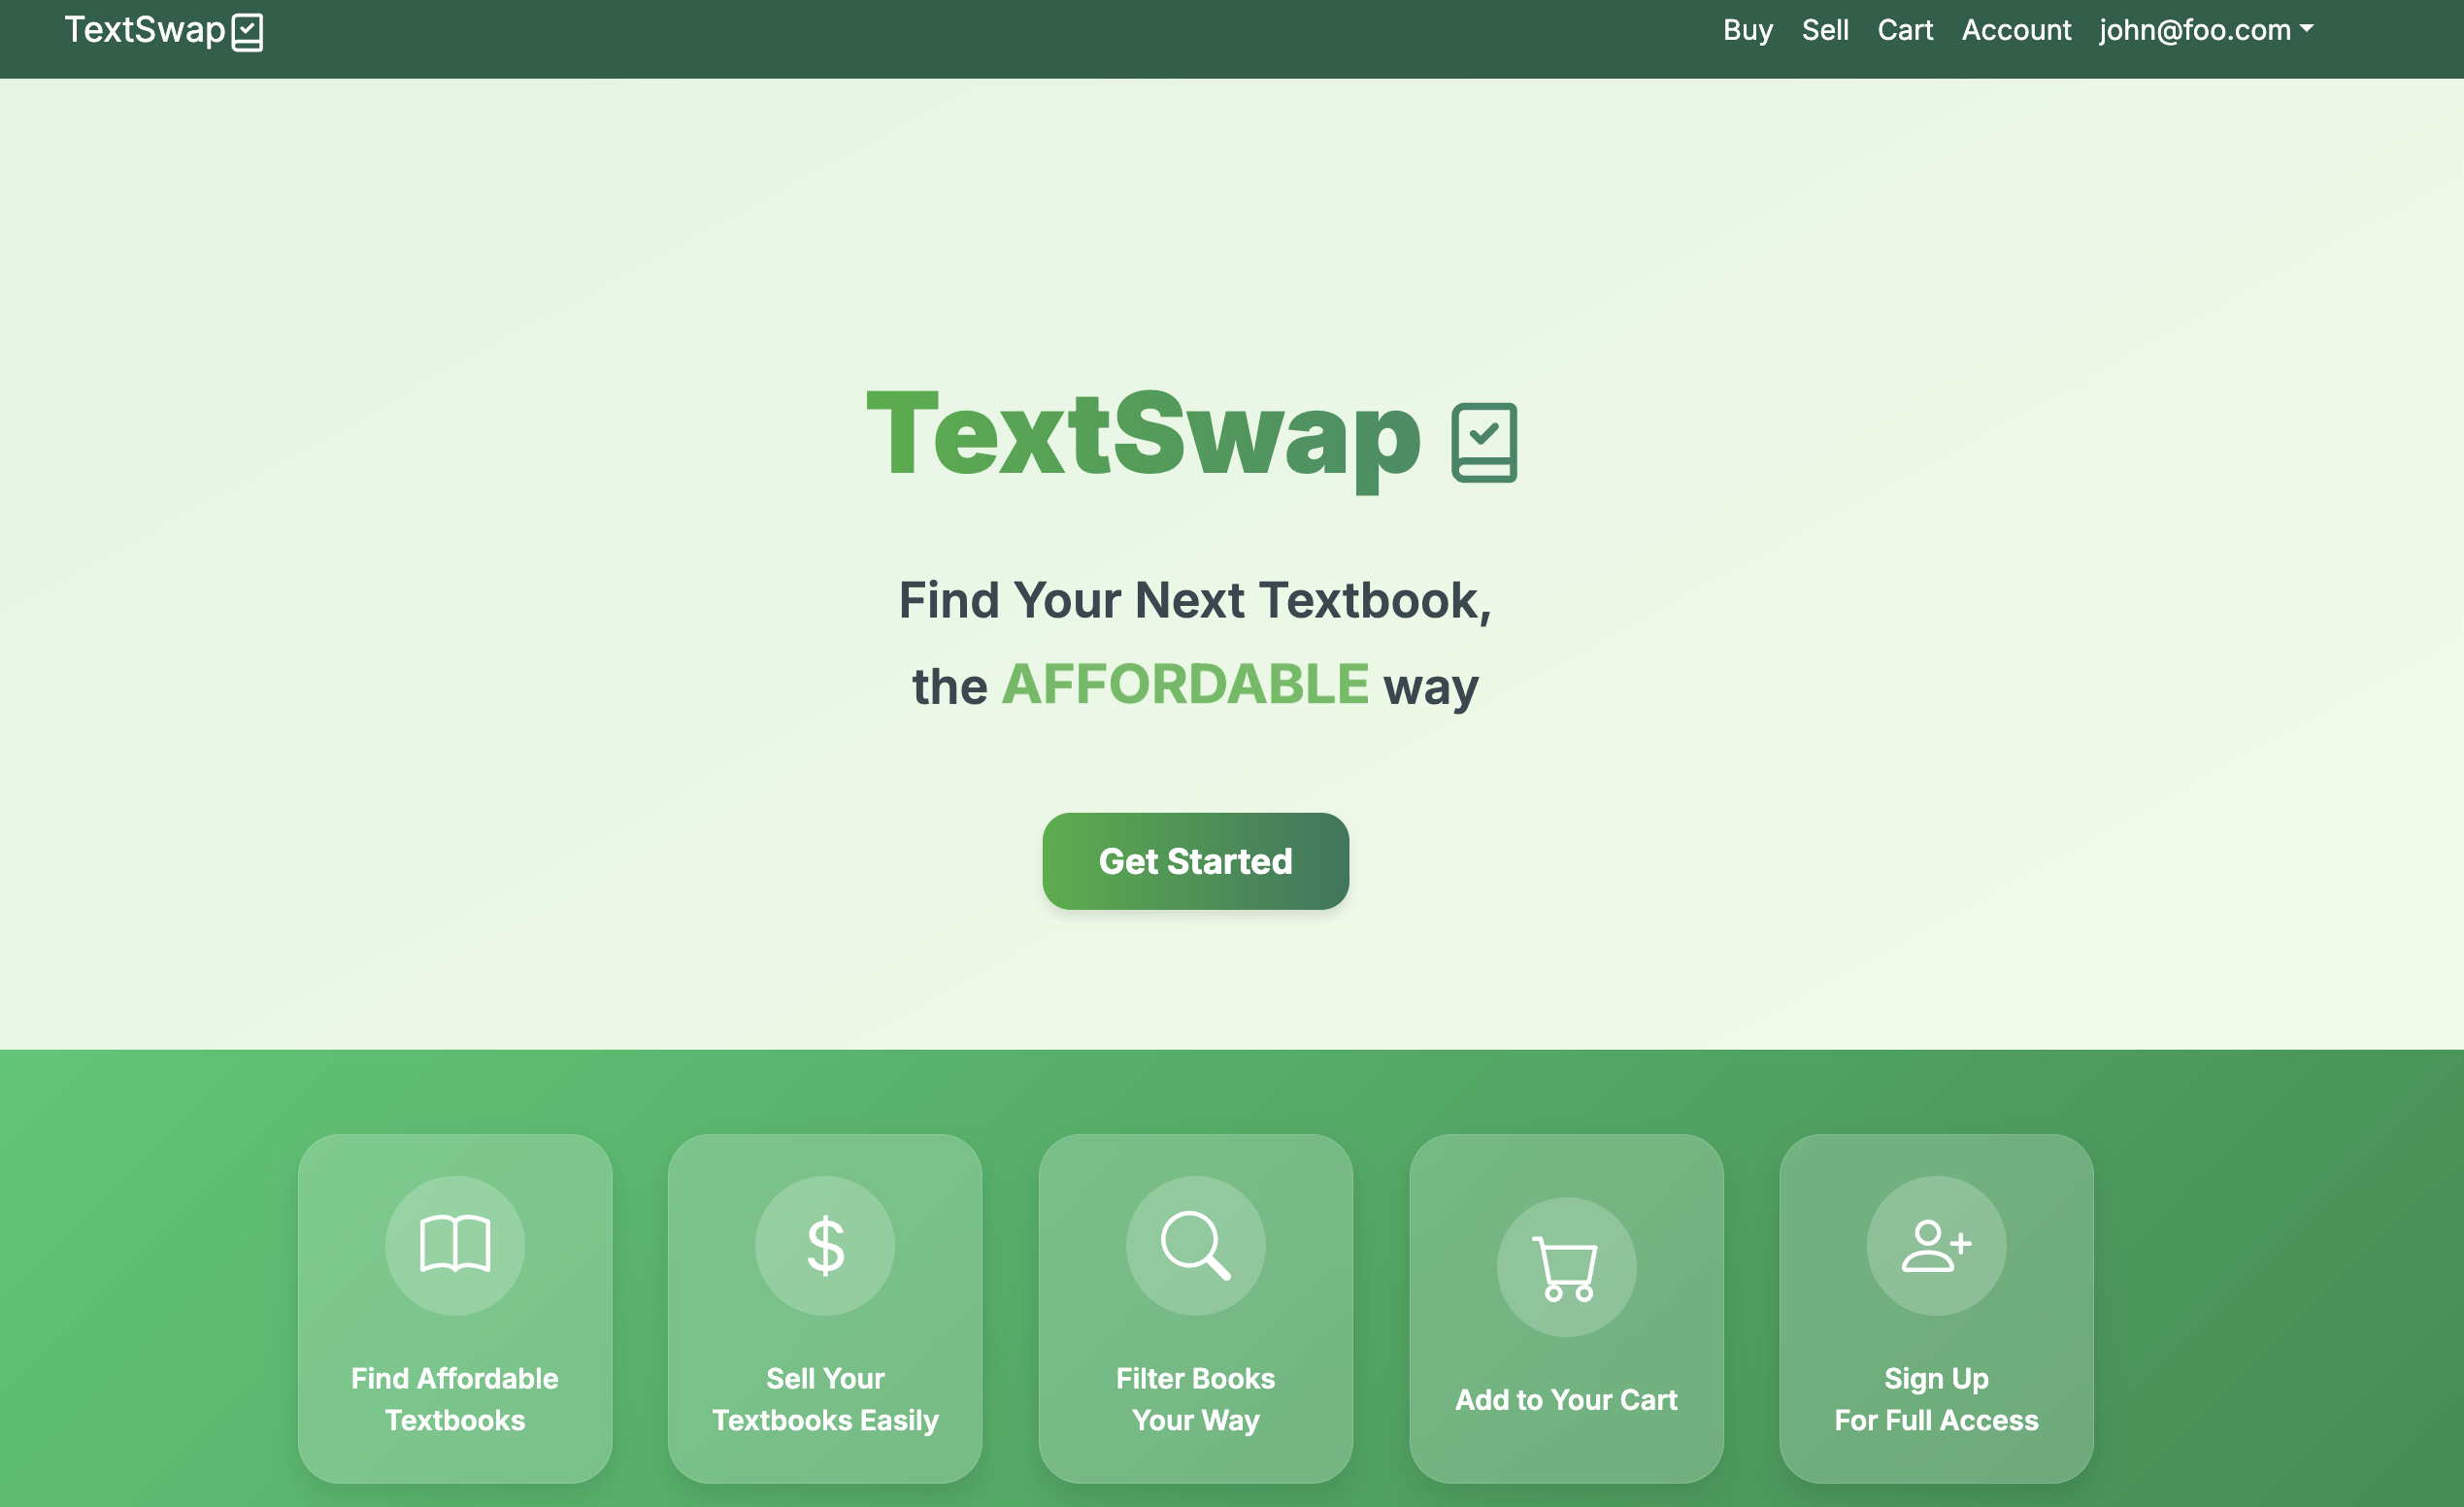 TextSwap
Buy Sell Cart Account john@foo.com
TextSwap
Find Your Next Textbook,
the AFFORDABLE way
Get Started
Find Affordable
Textbooks
$
Sell Your
Textbooks Easily
Filter Books
Your Way
Add to Your Cart
Sign Up
For Full Access